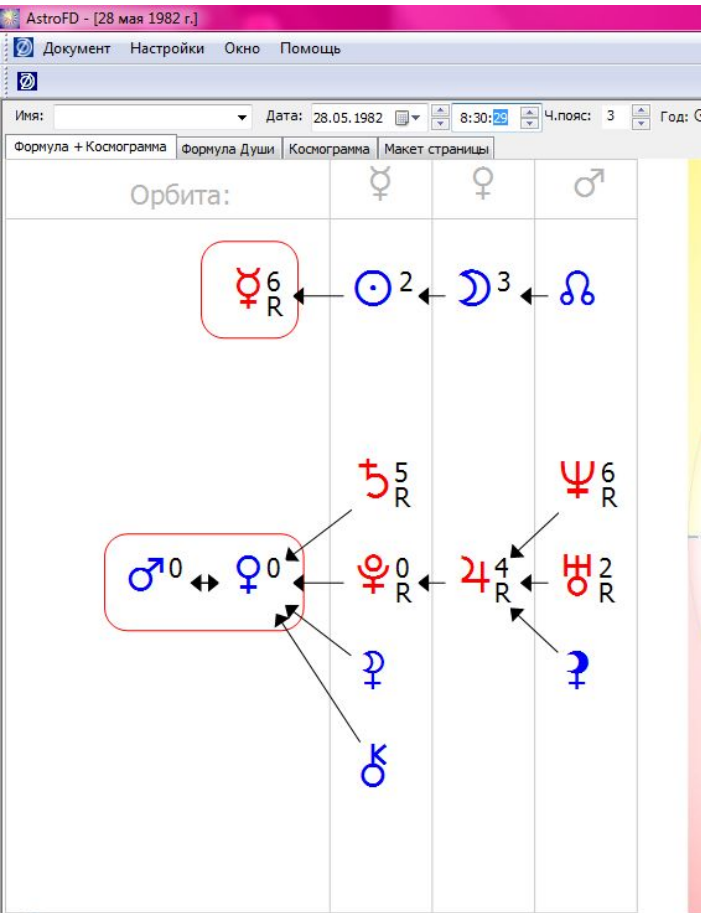 AstroFD - [28 мая 1982 г.]
Документ Настройки Окно Помощь
Имя: Дата: 28.05.1982 8:30:29 Ч.пояс: 3 Год:
Формула + Космограмма Формула Души Космограмма Макет страницы
Орбита: ☿ ♀ ♂
☿ 6 R ☉ 2 ☽ 3 ☊
♄ 5 R ♆ 6 R
♂ 0 ♀ 0 ♇ 0 R ♃ 4 R ♅ 2 R